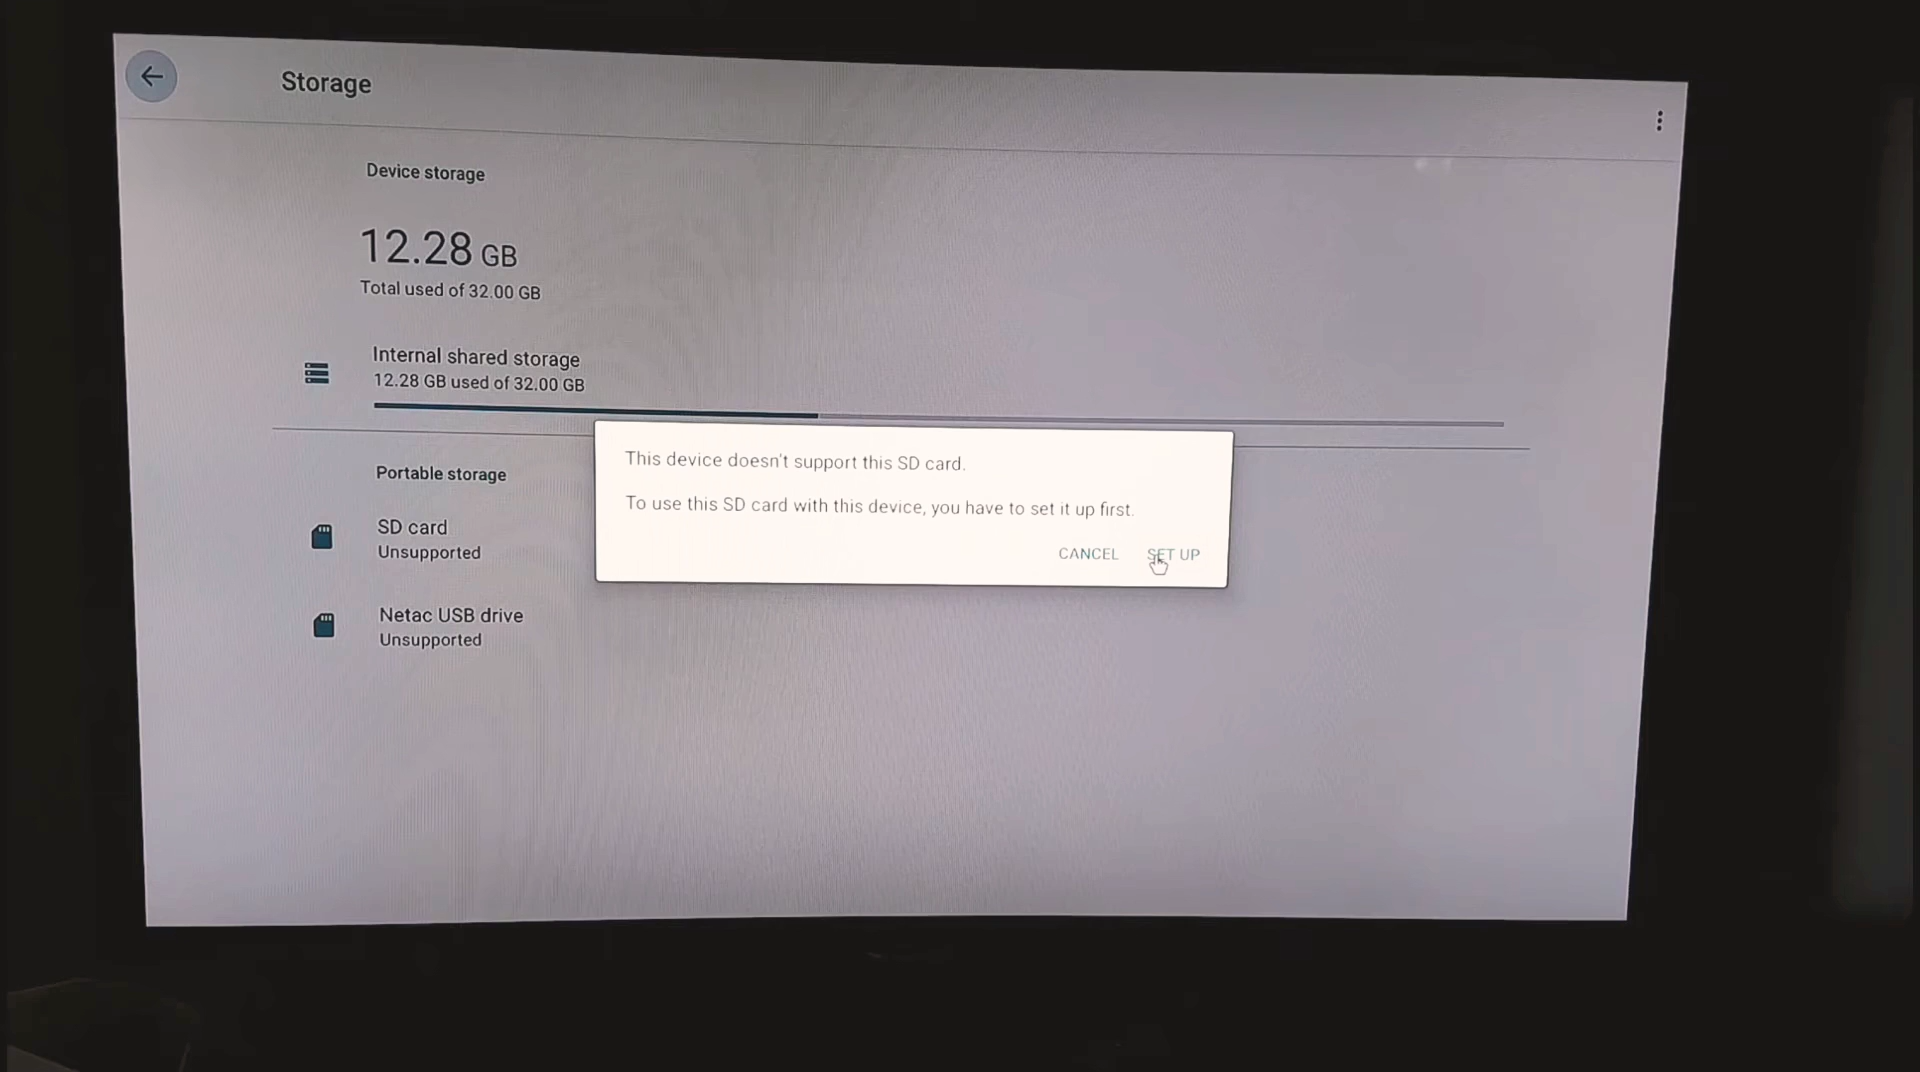 Storage
Device storage
12.28 GB
Total used of 32.00 GB
Internal shared storage
12.28 GB used of 32.00 GB
Portable storage
SD card
Unsupported
Netac USB drive
Unsupported
This device doesn't support this SD card.
To use this SD card with this device, you have to set it up first.
CANCEL SET UP